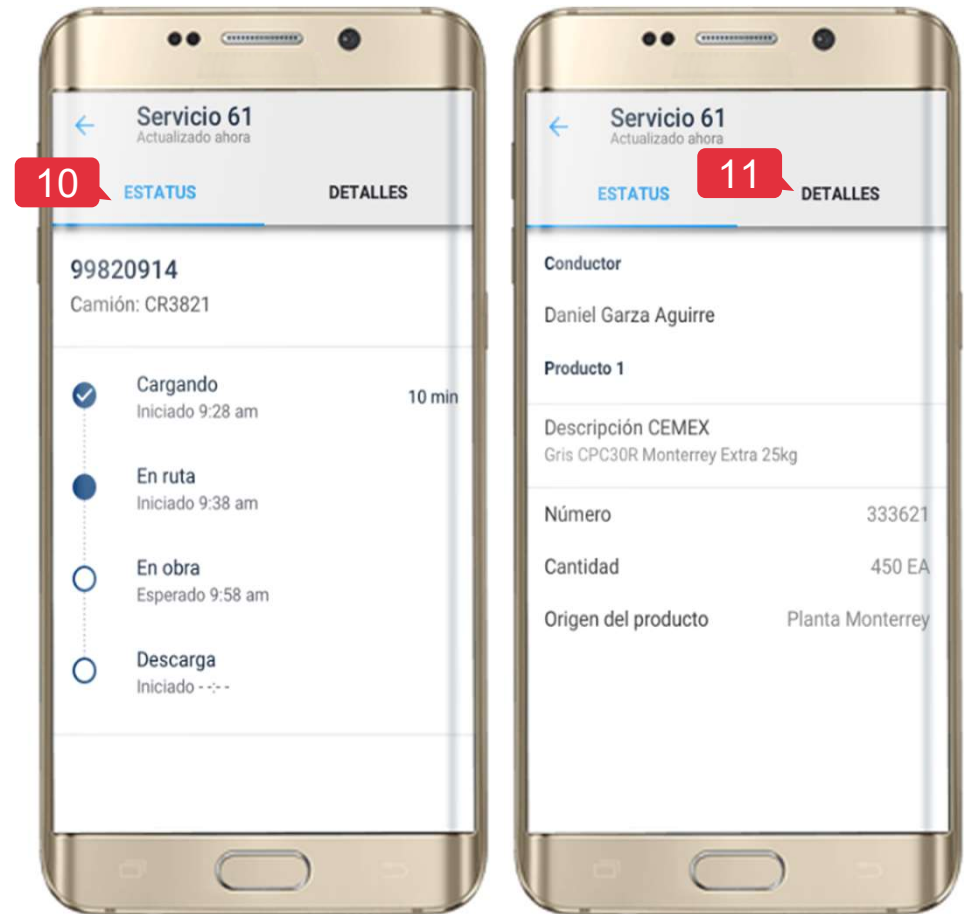 Servicio 61
Actualizado ahora
10
ESTATUS DETALLES
99820914
Camión: CR3821
Cargando 10 min
Iniciado 9:28 am
En ruta
Iniciado 9:38 am
En obra
Esperado 9:58 am
Descarga
Iniciado - -:- -
Servicio 61
Actualizado ahora
11
ESTATUS DETALLES
Conductor
Daniel Garza Aguirre
Producto 1
Descripción CEMEX
Gris CPC30R Monterrey Extra 25kg
Número 333621
Cantidad 450 EA
Origen del producto Planta Monterrey